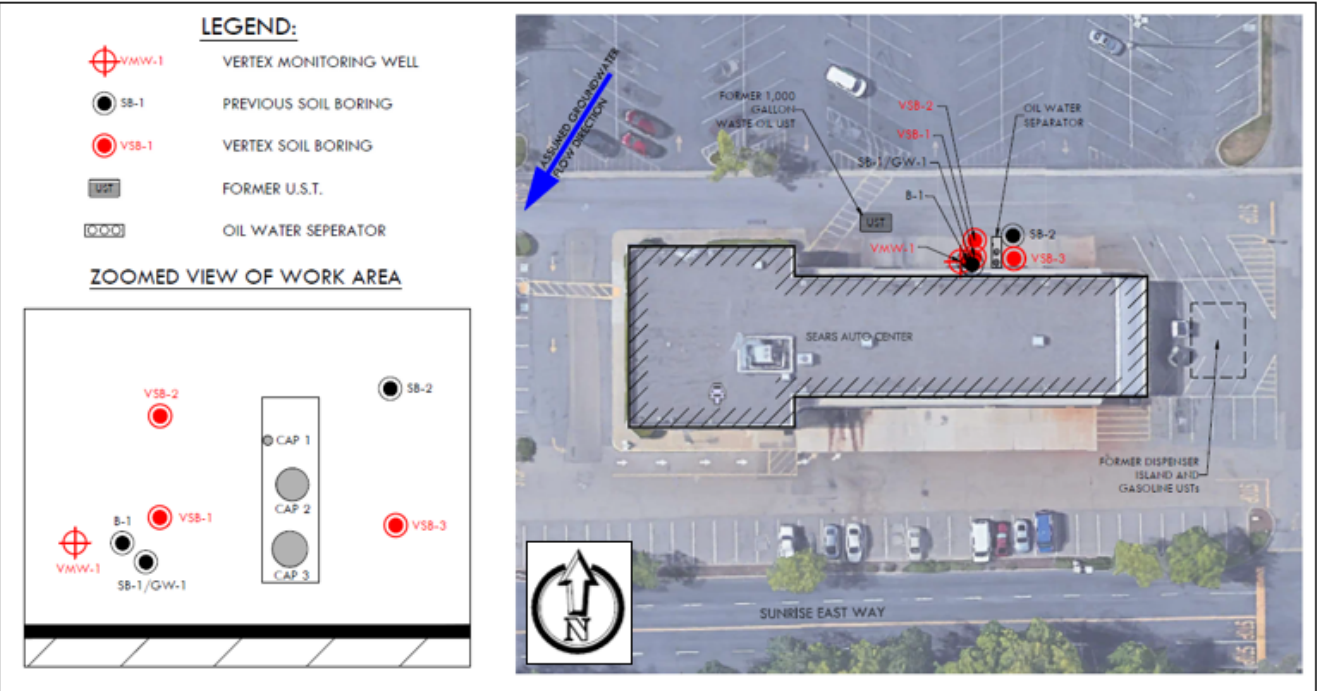 LEGEND:
VMW-1 VERTEX MONITORING WELL
SB-1 PREVIOUS SOIL BORING
VSB-1 VERTEX SOIL BORING
UST FORMER U.S.T.
OIL WATER SEPERATOR
ZOOMED VIEW OF WORK AREA
VSB-2
SB-2
CAP 1
CAP 2
B-1
VSB-1
VSB-3
VMW-1
SB-1/GW-1
CAP 3
ASSUMED GROUNDWATER
FLOW DIRECTION
FORMER 1,000
GALLON
WASTE OIL UST
VSB-2
VSB-1
SB-1/GW-1
B-1
VMW-1
OIL WATER
SEPARATOR
UST
SB-2
VSB-3
SEARS AUTO CENTER
FORMER DISPENSER
ISLAND AND
GASOLINE USTs
STOP
STOP
STOP
N
SUNRISE EAST WAY